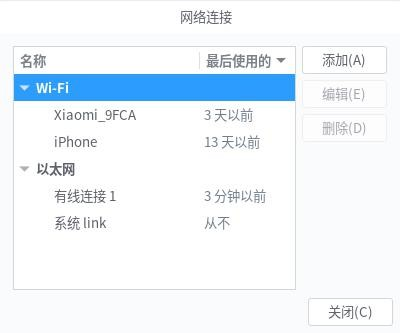 网络连接
名称 最后使用的 添加(A)
Wi-Fi
编辑(E)
Xiaomi_9FCA 3 天以前
删除(D)
iPhone 13 天以前
以太网
有线连接 1 3 分钟以前
系统 link 从不
关闭(C)